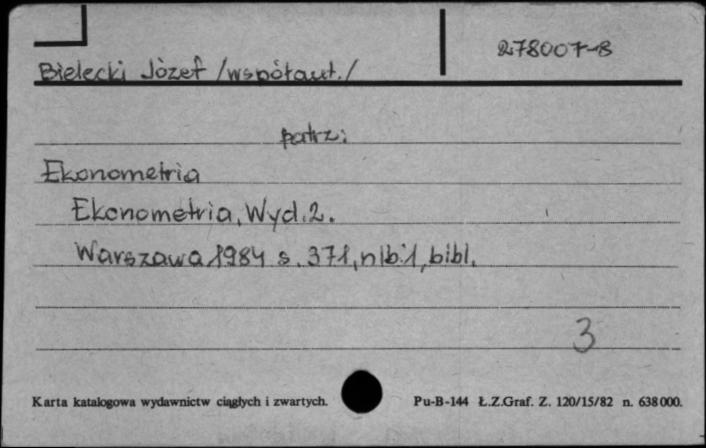 278007-B
Bielecki Józef /współaut./
patrz:
Ekonometria
Ekonometria, Wyd. 2.
Warszawa 1984 s. 371, nlb. 1, bibl.
3
Karta katalogowa wydawnictw ciągłych i zwartych. Pu-B-144 Ł.Z.Graf. Z. 120/15/82 n. 638000.